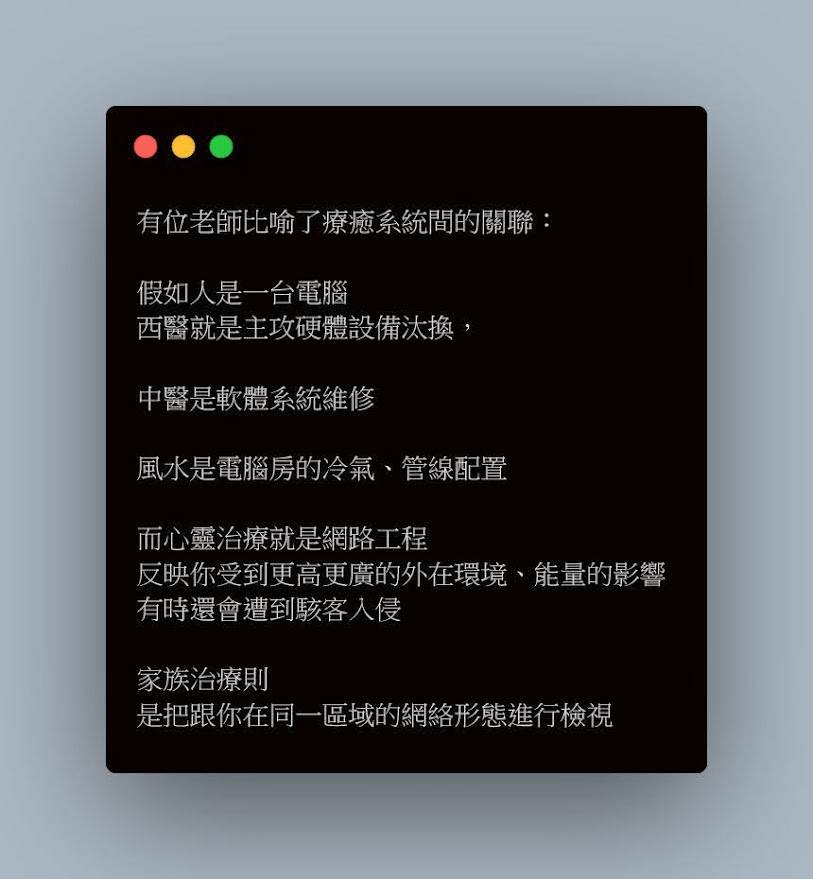 有位老師比喻了療癒系統間的關聯：
假如人是一台電腦
西醫就是主攻硬體設備汰換，
中醫是軟體系統維修
風水是電腦房的冷氣、管線配置
而心靈治療就是網路工程
反映你受到更高更廣的外在環境、能量的影響
有時還會遭到駭客入侵
家族治療則
是把跟你在同一區域的網絡形態進行檢視